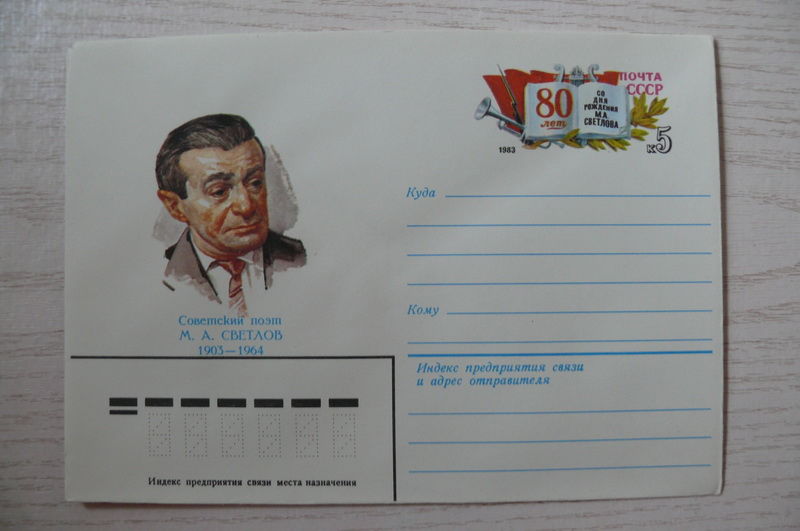 ПОЧТА
СССР
80
лет
СО
ДНЯ
РОЖДЕНИЯ
М.А.
СВЕТЛОВА
1983
к5
Куда
Кому
Советский поэт
М. А. СВЕТЛОВ
1903—1964
Индекс предприятия связи
и адрес отправителя
Индекс предприятия связи места назначения